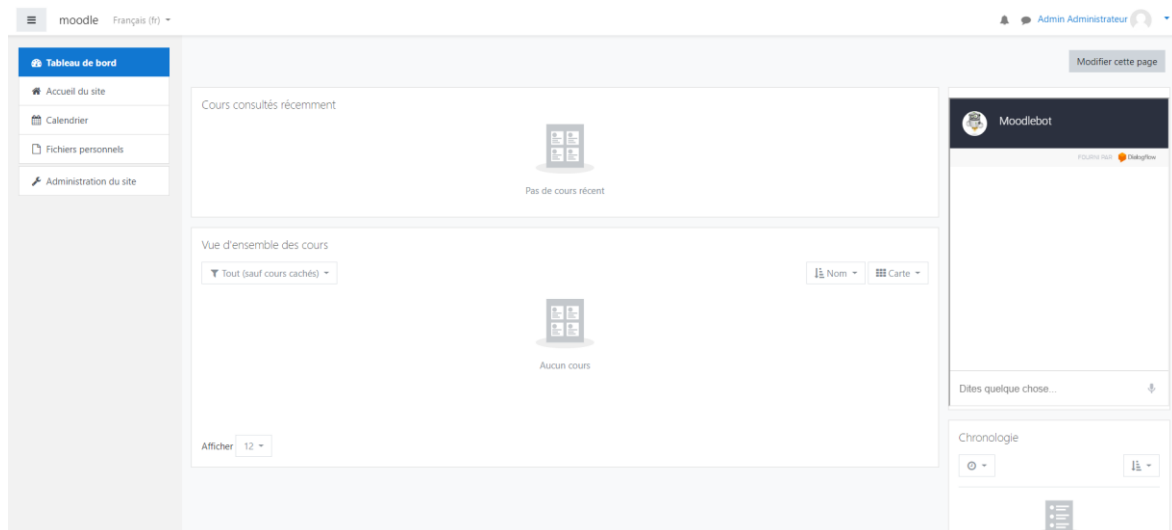 moodle Français (fr)
Admin Administrateur
Tableau de bord
Accueil du site
Calendrier
Fichiers personnels
Administration du site
Modifier cette page
Cours consultés récemment
Pas de cours récent
Vue d'ensemble des cours
Tout (sauf cours cachés)
Nom
Carte
Aucun cours
Afficher 12
Moodlebot
FOURNI PAR Dialogflow
Dites quelque chose...
Chronologie